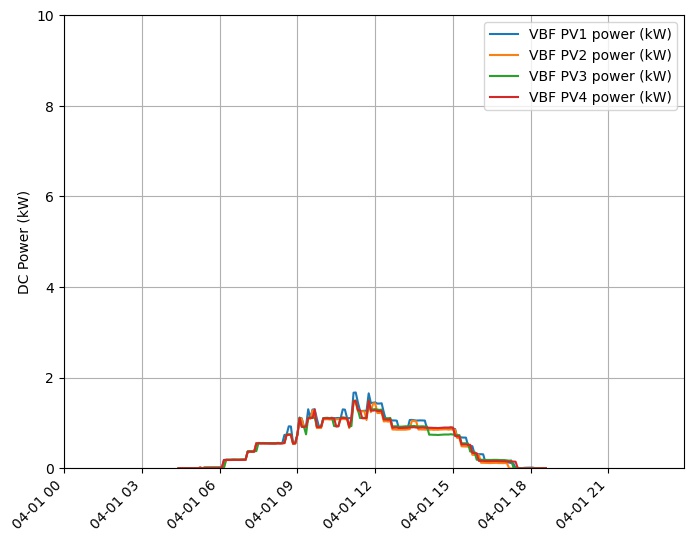 10
VBF PV1 power (kW)
VBF PV2 power (kW)
VBF PV3 power (kW)
VBF PV4 power (kW)
8
6
DC Power (kW)
4
2
0
04-01 00
04-01 03
04-01 06
04-01 09
04-01 12
04-01 15
04-01 18
04-01 21